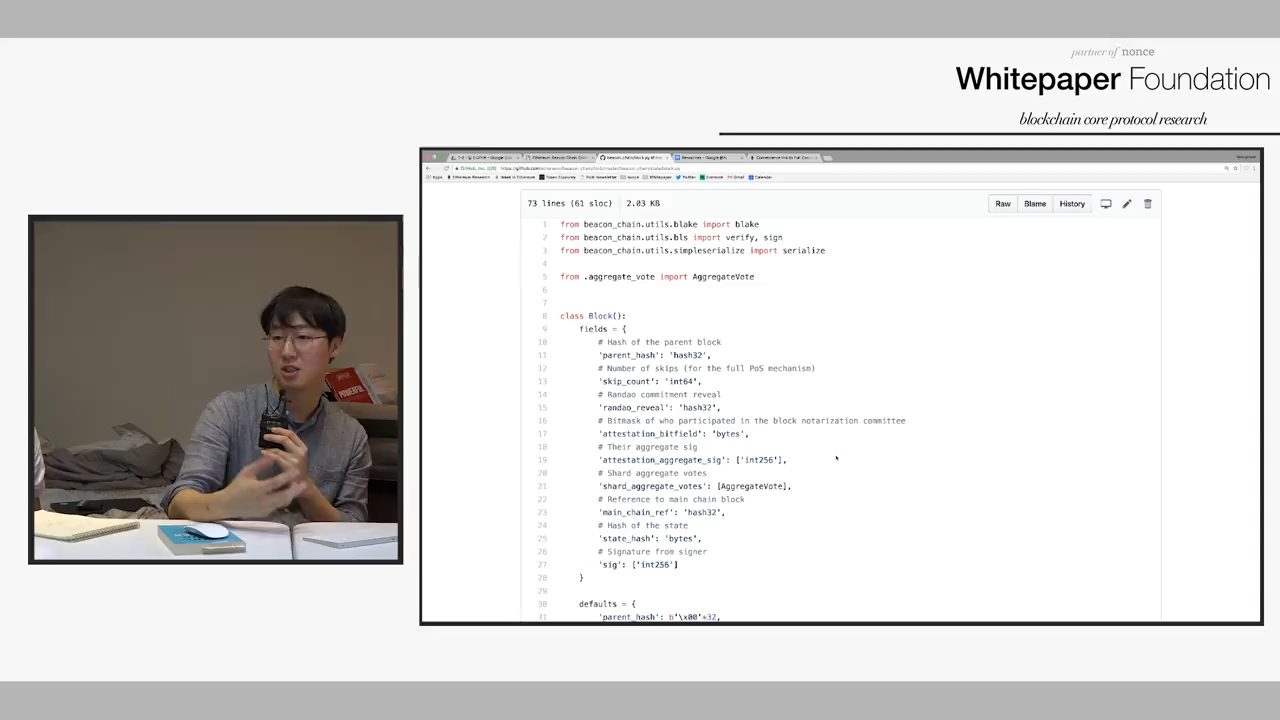 partner of nonce
Whitepaper Foundation
blockchain core protocol research
73 lines (61 sloc) 2.03 KB
Raw Blame History
1 from beacon_chain.utils.blake import blake
2 from beacon_chain.utils.bls import verify, sign
3 from beacon_chain.utils.simpleserialize import serialize
4
5 from .aggregate_vote import AggregateVote
6
7
8 class Block():
9 fields = {
10 # Hash of the parent block
11 'parent_hash': 'hash32',
12 # Number of skips (for the full PoS mechanism)
13 'skip_count': 'int64',
14 # Randao commitment reveal
15 'randao_reveal': 'hash32',
16 # Bitmask of who participated in the block notarization committee
17 'attestation_bitfield': 'bytes',
18 # Their aggregate sig
19 'attestation_aggregate_sig': ['int256'],
20 # Shard aggregate votes
21 'shard_aggregate_votes': [AggregateVote],
22 # Reference to main chain block
23 'main_chain_ref': 'hash32',
24 # Hash of the state
25 'state_hash': 'bytes',
26 # Signature from signer
27 'sig': ['int256']
28 }
29
30 defaults = {
31 'parent_hash': b'\x00'*32,
POWERFUL